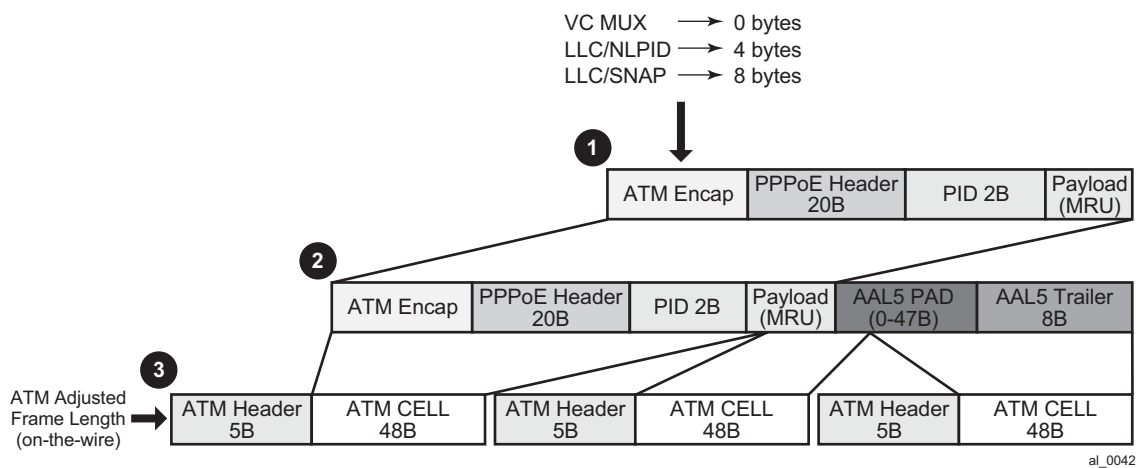 VC MUX → 0 bytes
LLC/NLPID → 4 bytes
LLC/SNAP → 8 bytes
1
ATM Encap
PPPoE Header
20B
PID 2B
Payload
(MRU)
2
ATM Encap
PPPoE Header
20B
PID 2B
Payload
(MRU)
AAL5 PAD
(0-47B)
AAL5 Trailer
8B
3
ATM Adjusted
Frame Length
(on-the-wire)
ATM Header
5B
ATM CELL
48B
ATM Header
5B
ATM CELL
48B
ATM Header
5B
ATM CELL
48B
al_0042